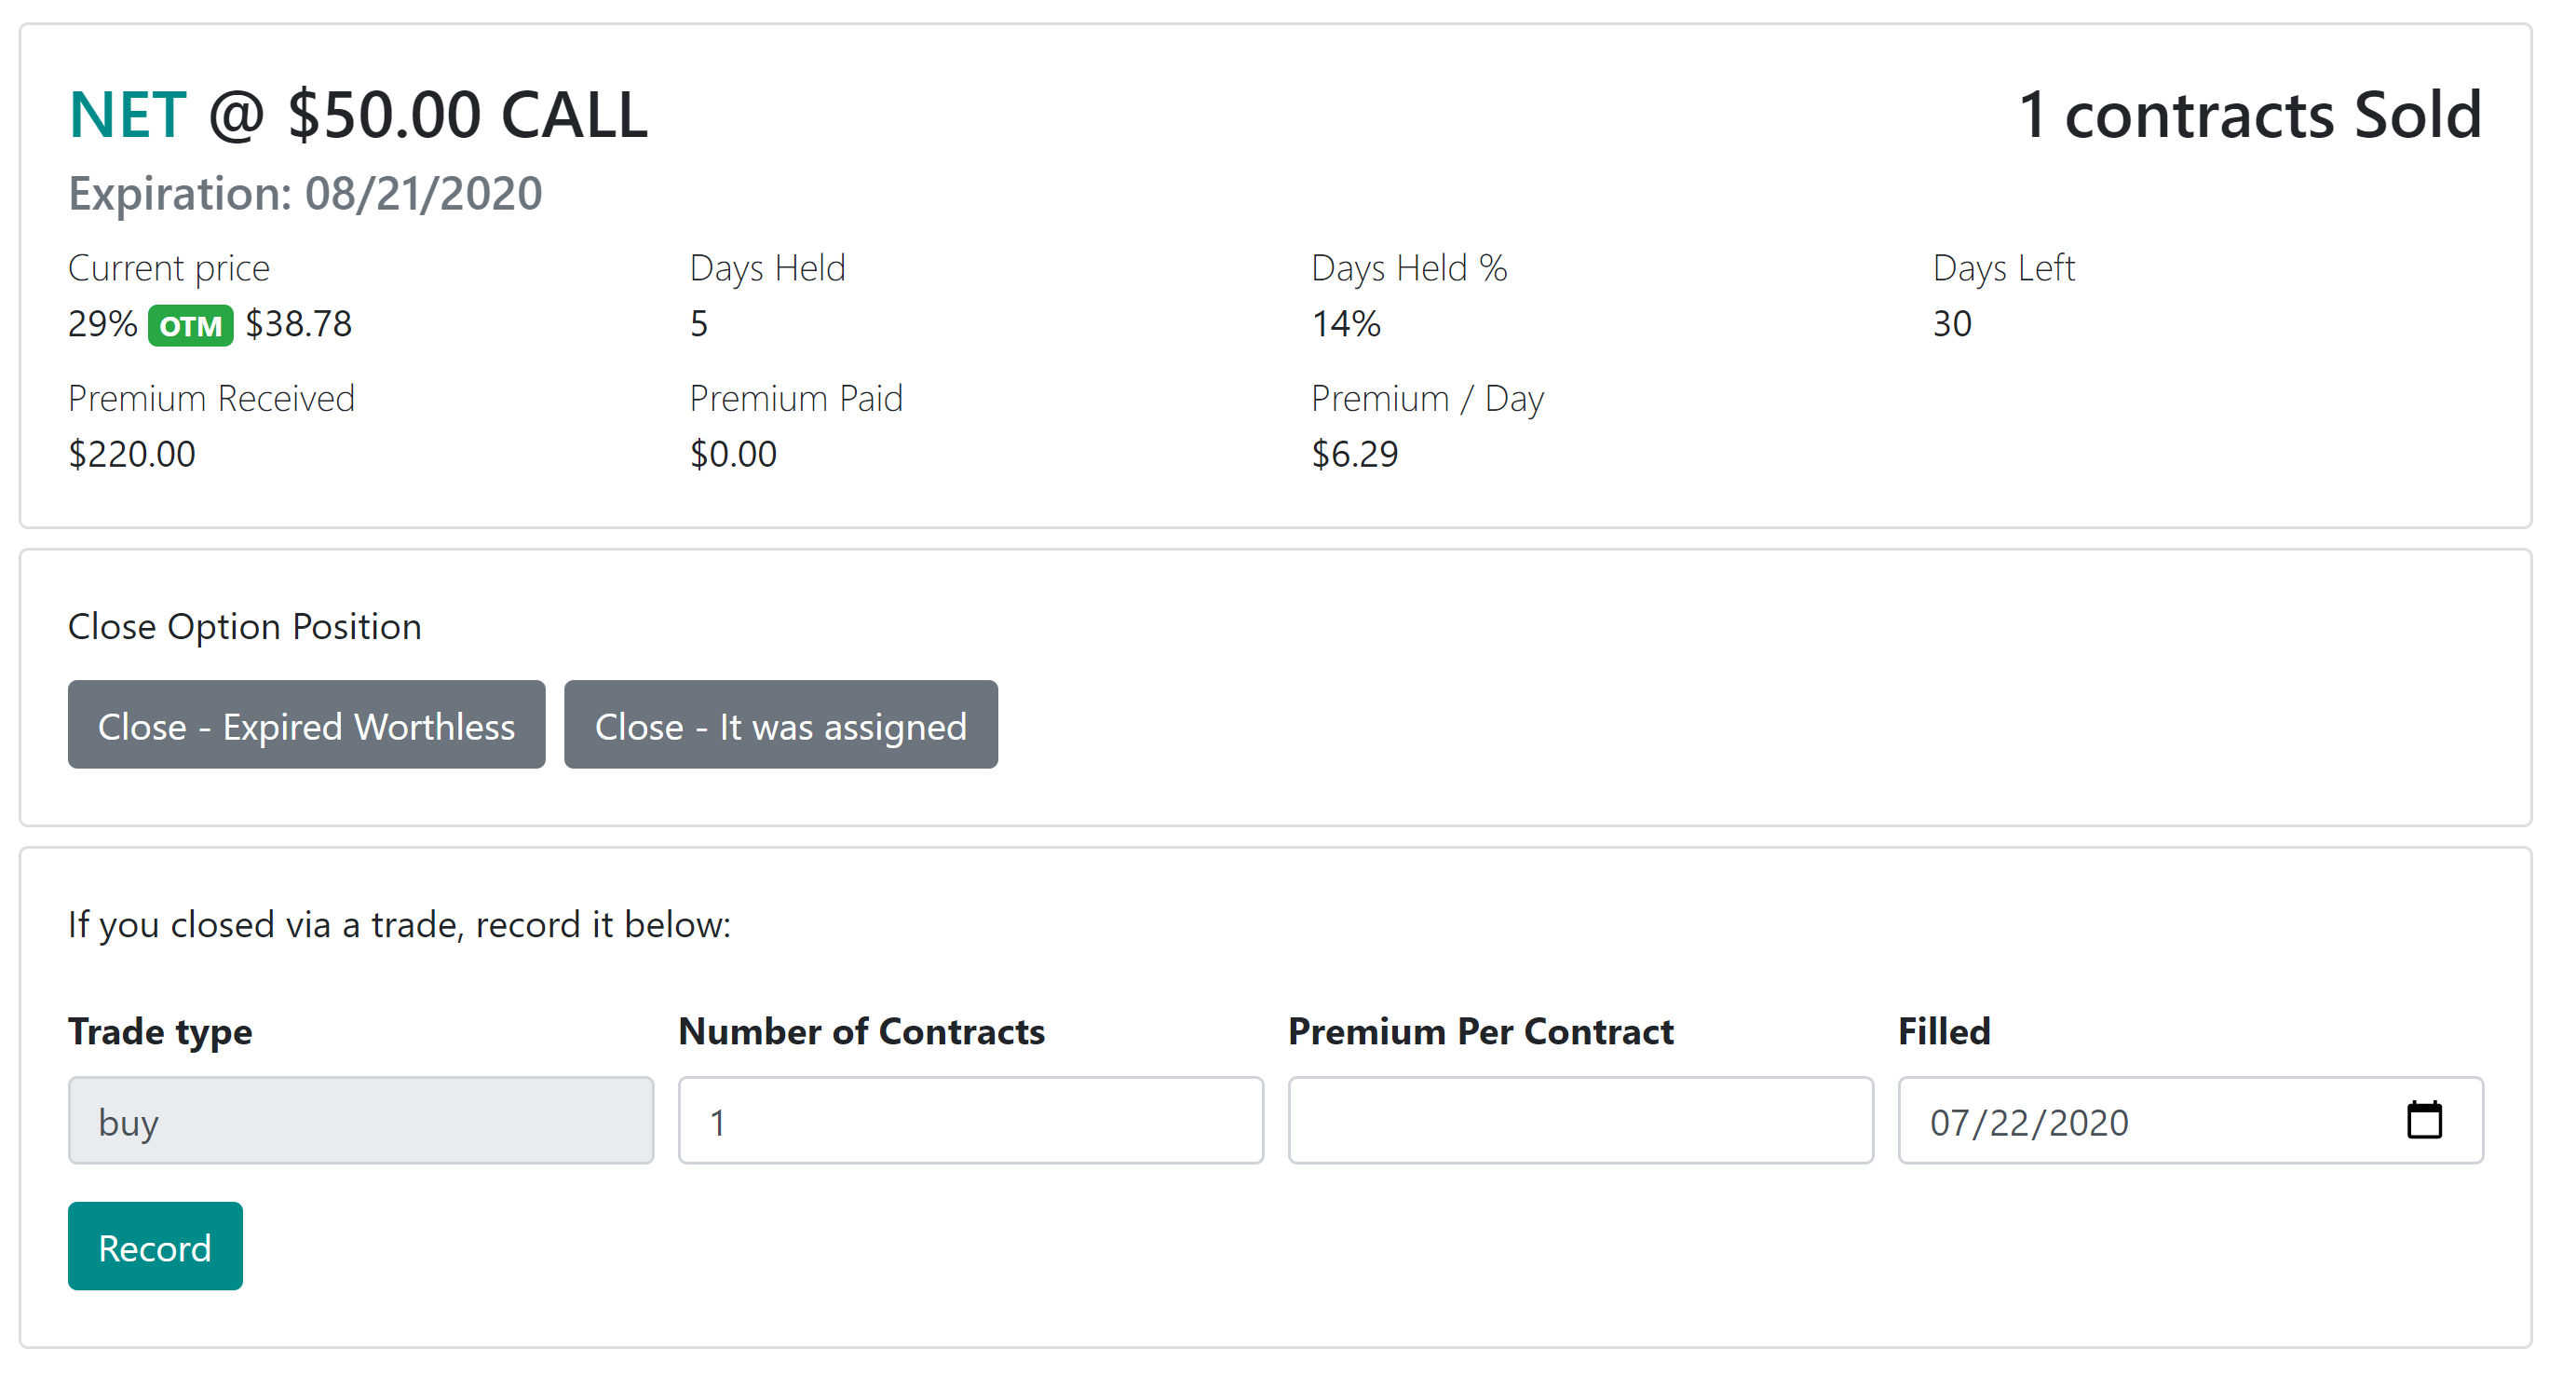 NET @ $50.00 CALL
1 contracts Sold
Expiration: 08/21/2020
Current price
Days Held
Days Held %
Days Left
29% OTM $38.78
5
14%
30
Premium Received
Premium Paid
Premium / Day
$220.00
$0.00
$6.29
Close Option Position
Close - Expired Worthless
Close - It was assigned
If you closed via a trade, record it below:
Trade type
Number of Contracts
Premium Per Contract
Filled
buy
1
07/22/2020
Record